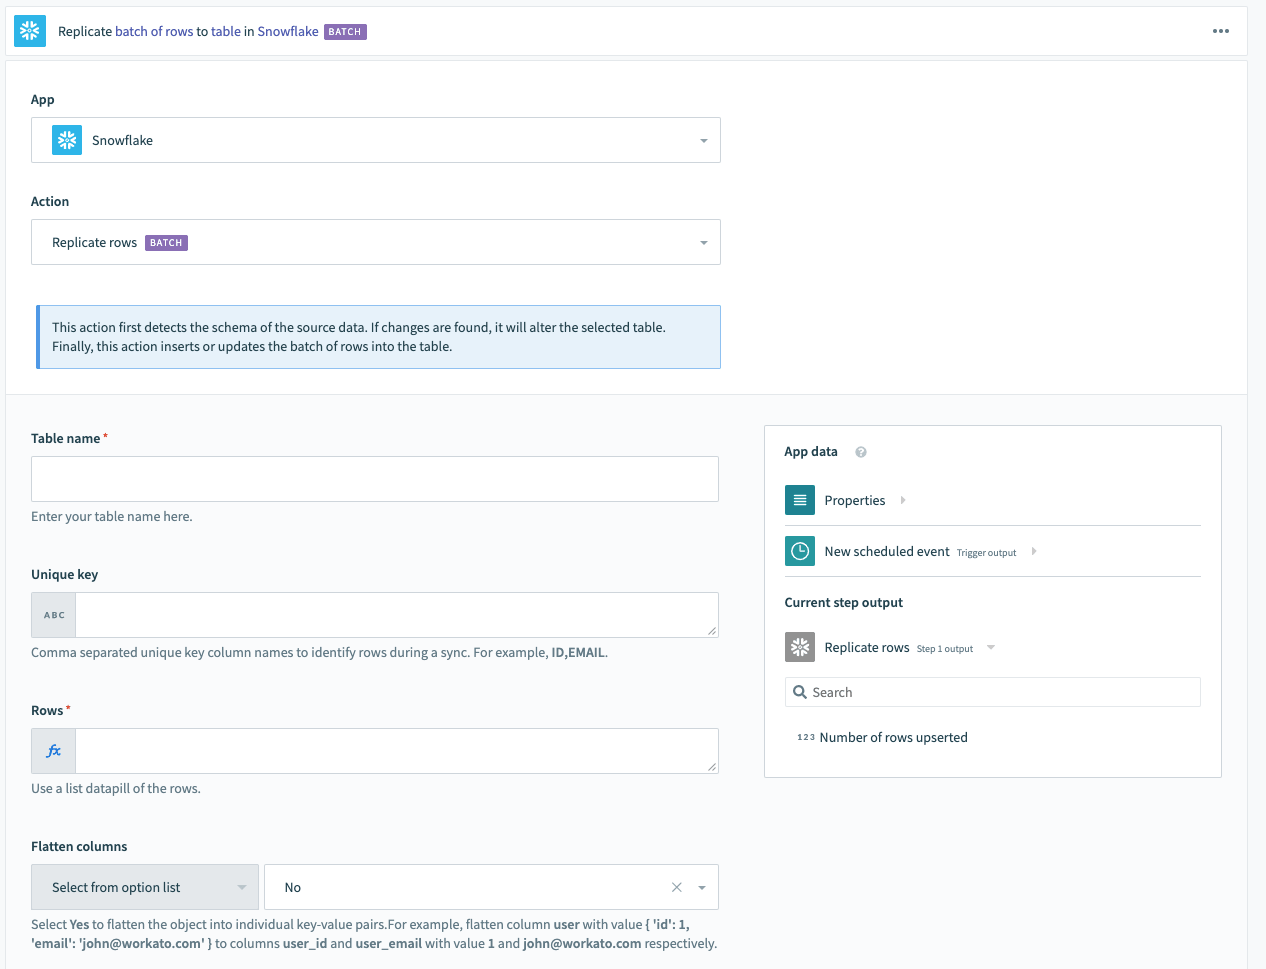 Replicate batch of rows to table in Snowflake BATCH
App
Snowflake
Action
Replicate rows BATCH
This action first detects the schema of the source data. If changes are found, it will alter the selected table.
Finally, this action inserts or updates the batch of rows into the table.
Table name *
Enter your table name here.
Unique key
ABC
Comma separated unique key column names to identify rows during a sync. For example, ID,EMAIL.
Rows *
fx
Use a list datapill of the rows.
Flatten columns
Select from option list
No
Select Yes to flatten the object into individual key-value pairs.For example, flatten column user with value { 'id': 1,
'email': 'john@workato.com' } to columns user_id and user_email with value 1 and john@workato.com respectively.
App data ?
Properties
New scheduled event Trigger output
Current step output
Replicate rows Step 1 output
Search
123 Number of rows upserted